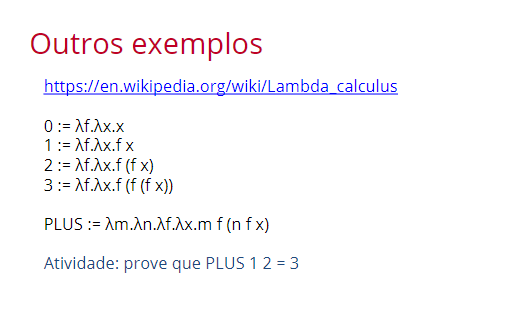 Outros exemplos
https://en.wikipedia.org/wiki/Lambda_calculus
0 := λf.λx.x
1 := λf.λx.f x
2 := λf.λx.f (f x)
3 := λf.λx.f (f (f x))
PLUS := λm.λn.λf.λx.m f (n f x)
Atividade: prove que PLUS 1 2 = 3